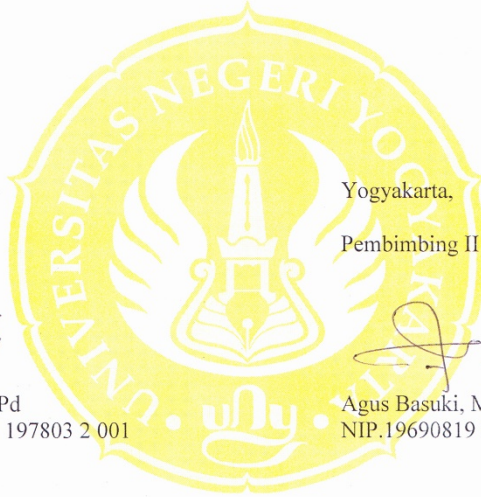 UNIVERSITAS NEGERI YOGYAKARTA
Yogyakarta,
Pembimbing II
uny
Pd
197803 2 001
Agus Basuki, M
NIP.19690819